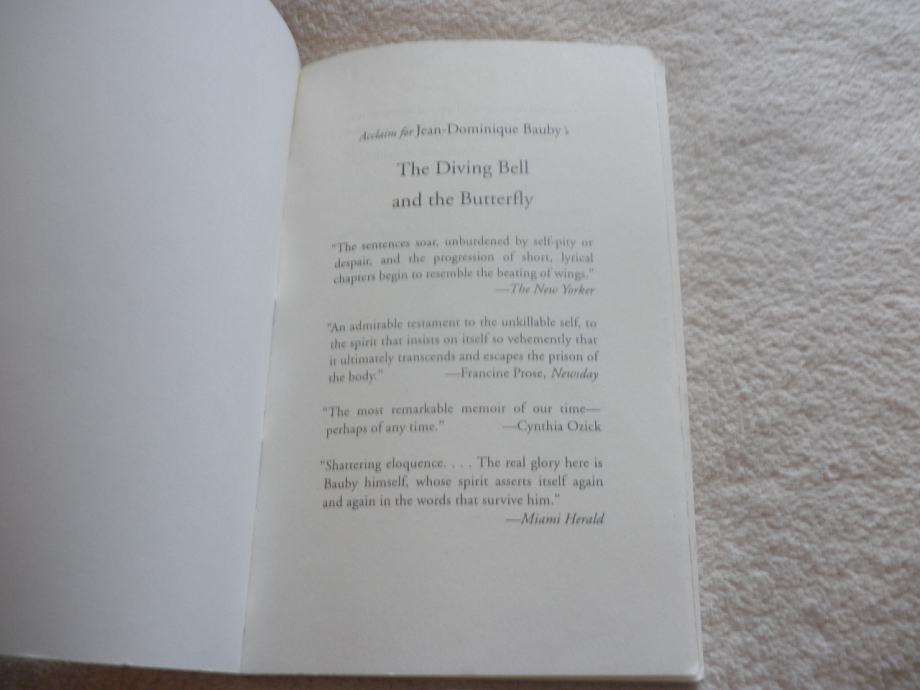 Acclaim for Jean-Dominique Bauby's
The Diving Bell
and the Butterfly
“The sentences soar, unburdened by self-pity or
despair, and the progression of short, lyrical
chapters begin to resemble the beating of wings.”
—The New Yorker
“An admirable testament to the unkillable self, to
the spirit that insists on itself so vehemently that
it ultimately transcends and escapes the prison of
the body.” —Francine Prose, Newsday
“The most remarkable memoir of our time—
perhaps of any time.” —Cynthia Ozick
“Shattering eloquence. . . . The real glory here is
Bauby himself, whose spirit asserts itself again
and again in the words that survive him.”
—Miami Herald